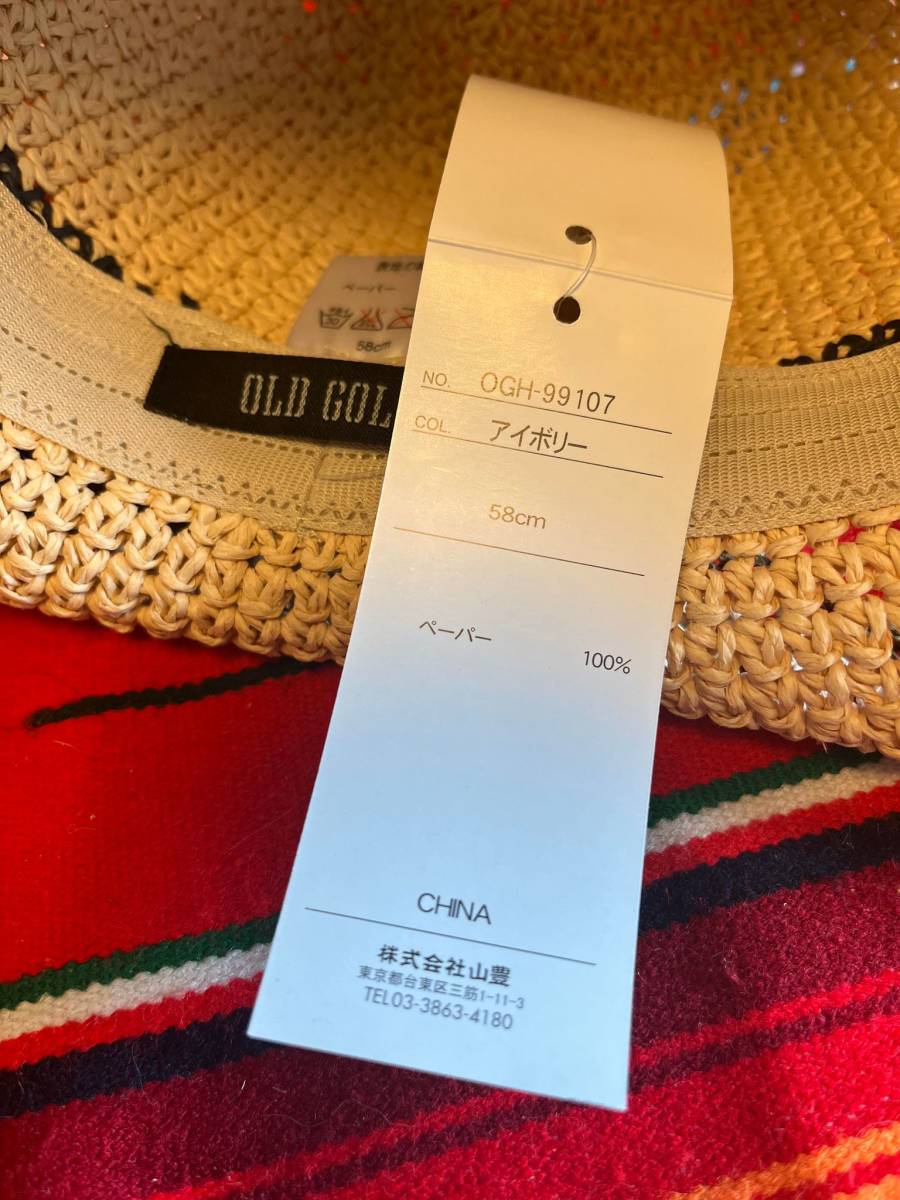 ペーパー
58cm
OLD GOL
NO. OGH-99107
COL. アイボリー
58cm
ペーパー
100%
CHINA
株式会社山豊
東京都台東区三筋1-11-3
TEL03-3863-4180